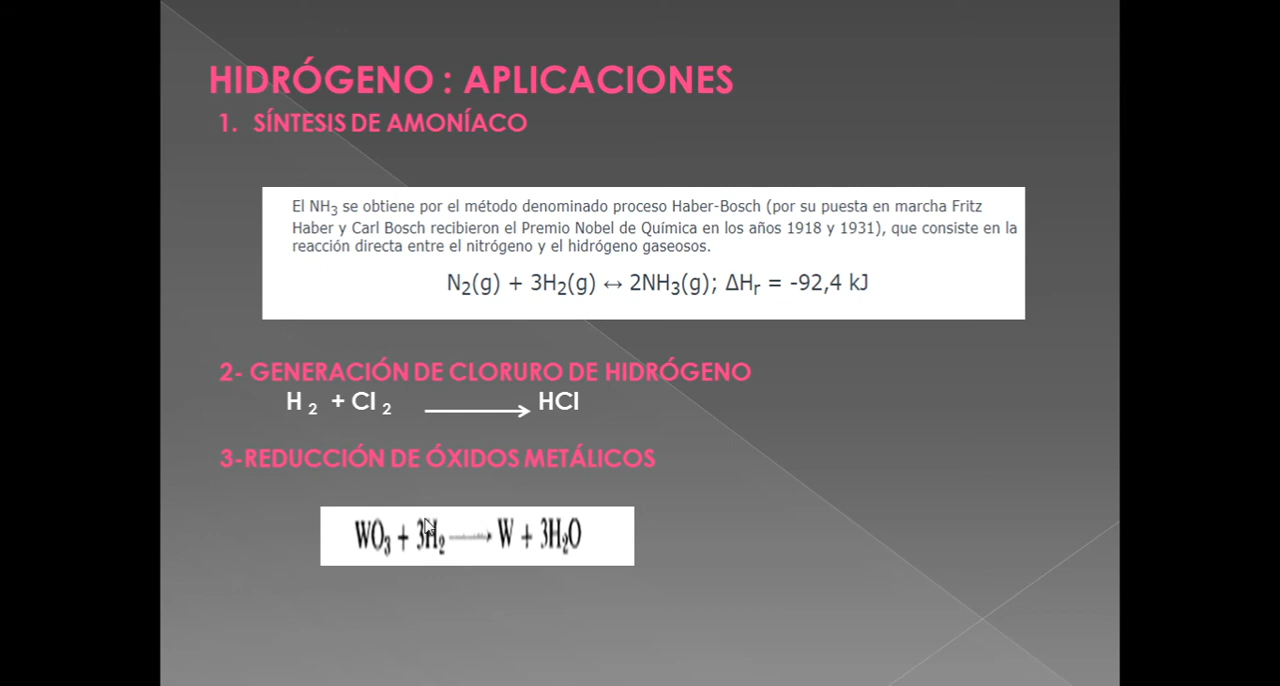 HIDRÓGENO : APLICACIONES
1. SÍNTESIS DE AMONÍACO
El NH₃ se obtiene por el método denominado proceso Haber-Bosch (por su puesta en marcha Fritz
Haber y Carl Bosch recibieron el Premio Nobel de Química en los años 1918 y 1931), que consiste en la
reacción directa entre el nitrógeno y el hidrógeno gaseosos.
N₂(g) + 3H₂(g) ↔ 2NH₃(g); ΔHᵣ = -92,4 kJ
2- GENERACIÓN DE CLORURO DE HIDRÓGENO
H ₂ + Cl ₂ ⟶ HCl
3-REDUCCIÓN DE ÓXIDOS METÁLICOS
WO₃ + 3H₂ ⟶ W + 3H₂O